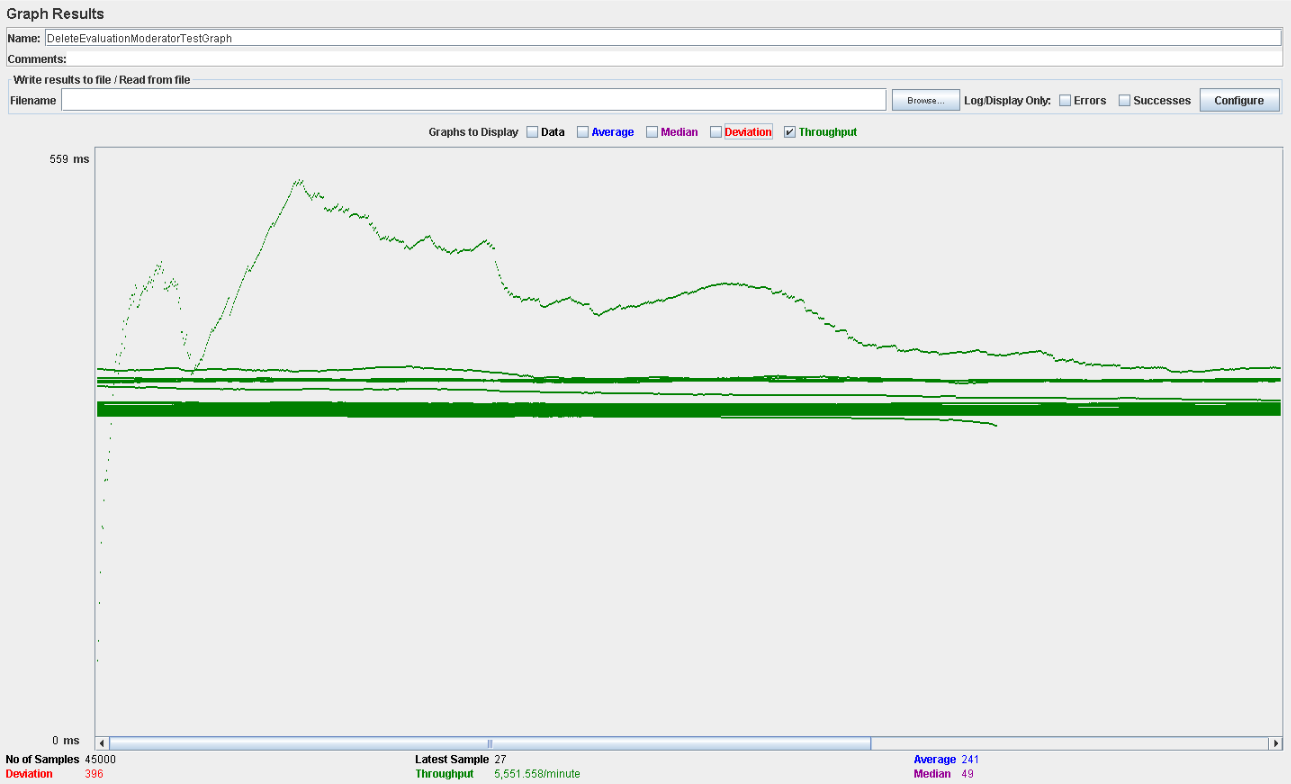 Graph Results
Name: DeleteEvaluationModeratorTestGraph
Comments:
Write results to file / Read from file
Filename Browse... Log/Display Only: Errors Successes Configure
Graphs to Display Data Average Median Deviation Throughput
559 ms
0 ms
No of Samples 45000 Latest Sample 27 Average 241
Deviation 396 Throughput 5,551.558/minute Median 49